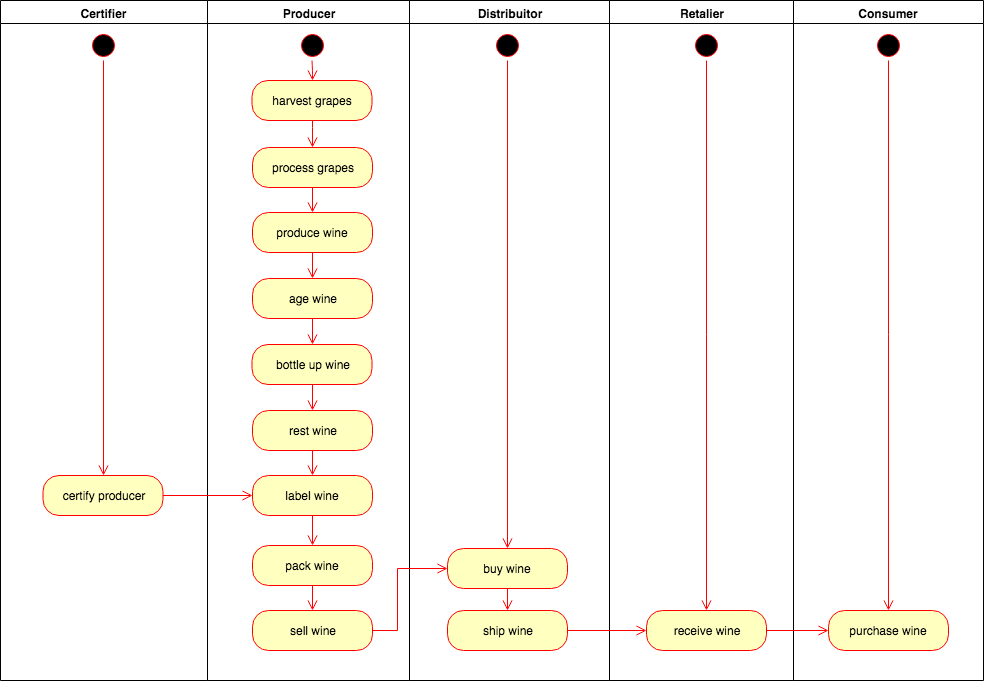 Certifier
Producer
Distribuitor
Retalier
Consumer
harvest grapes
process grapes
produce wine
age wine
bottle up wine
rest wine
certify producer
label wine
pack wine
buy wine
sell wine
ship wine
receive wine
purchase wine